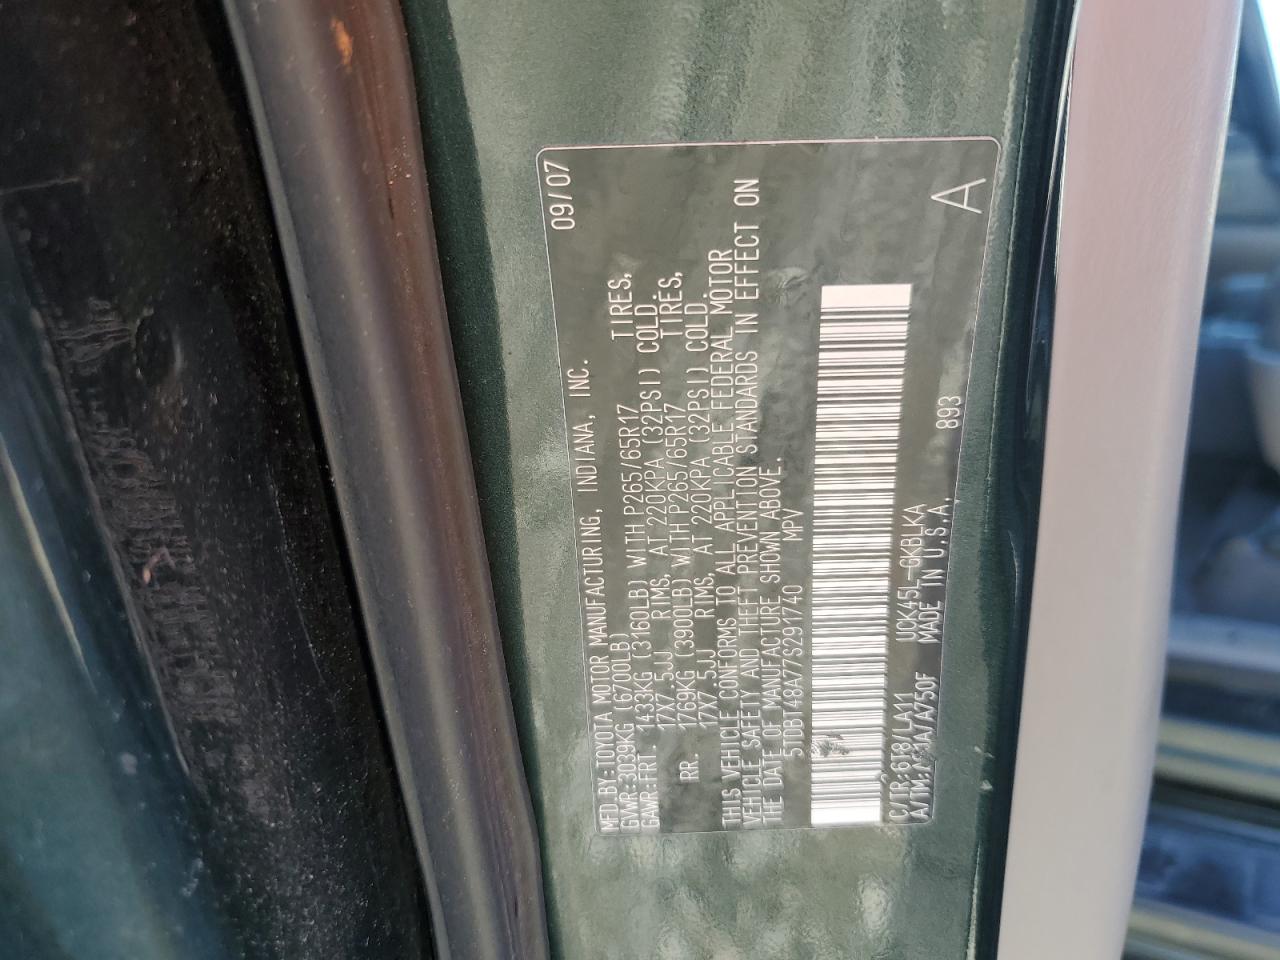 MFD.BY:TOYOTA MOTOR MANUFACTURING, INDIANA, INC. 09/07
GVWR:3039KG (6700LB)
GAWR:FRT. 1433KG (3160LB) WITH P265/65R17 TIRES,
17X7.5JJ RIMS, AT 220KPA (32PSI) COLD.
RR. 1769KG (3900LB) WITH P265/65R17 TIRES,
17X7.5JJ RIMS, AT 220KPA (32PSI) COLD.
THIS VEHICLE CONFORMS TO ALL APPLICABLE FEDERAL MOTOR
VEHICLE SAFETY AND THEFT PREVENTION STANDARDS IN EFFECT ON
THE DATE OF MANUFACTURE SHOWN ABOVE.
5TDBT48A77S291740 MPV
C/TR:6T8/LA11 UCK45L-GKBLKA
A/TM:C31A/A750F MADE IN U.S.A. 893
A